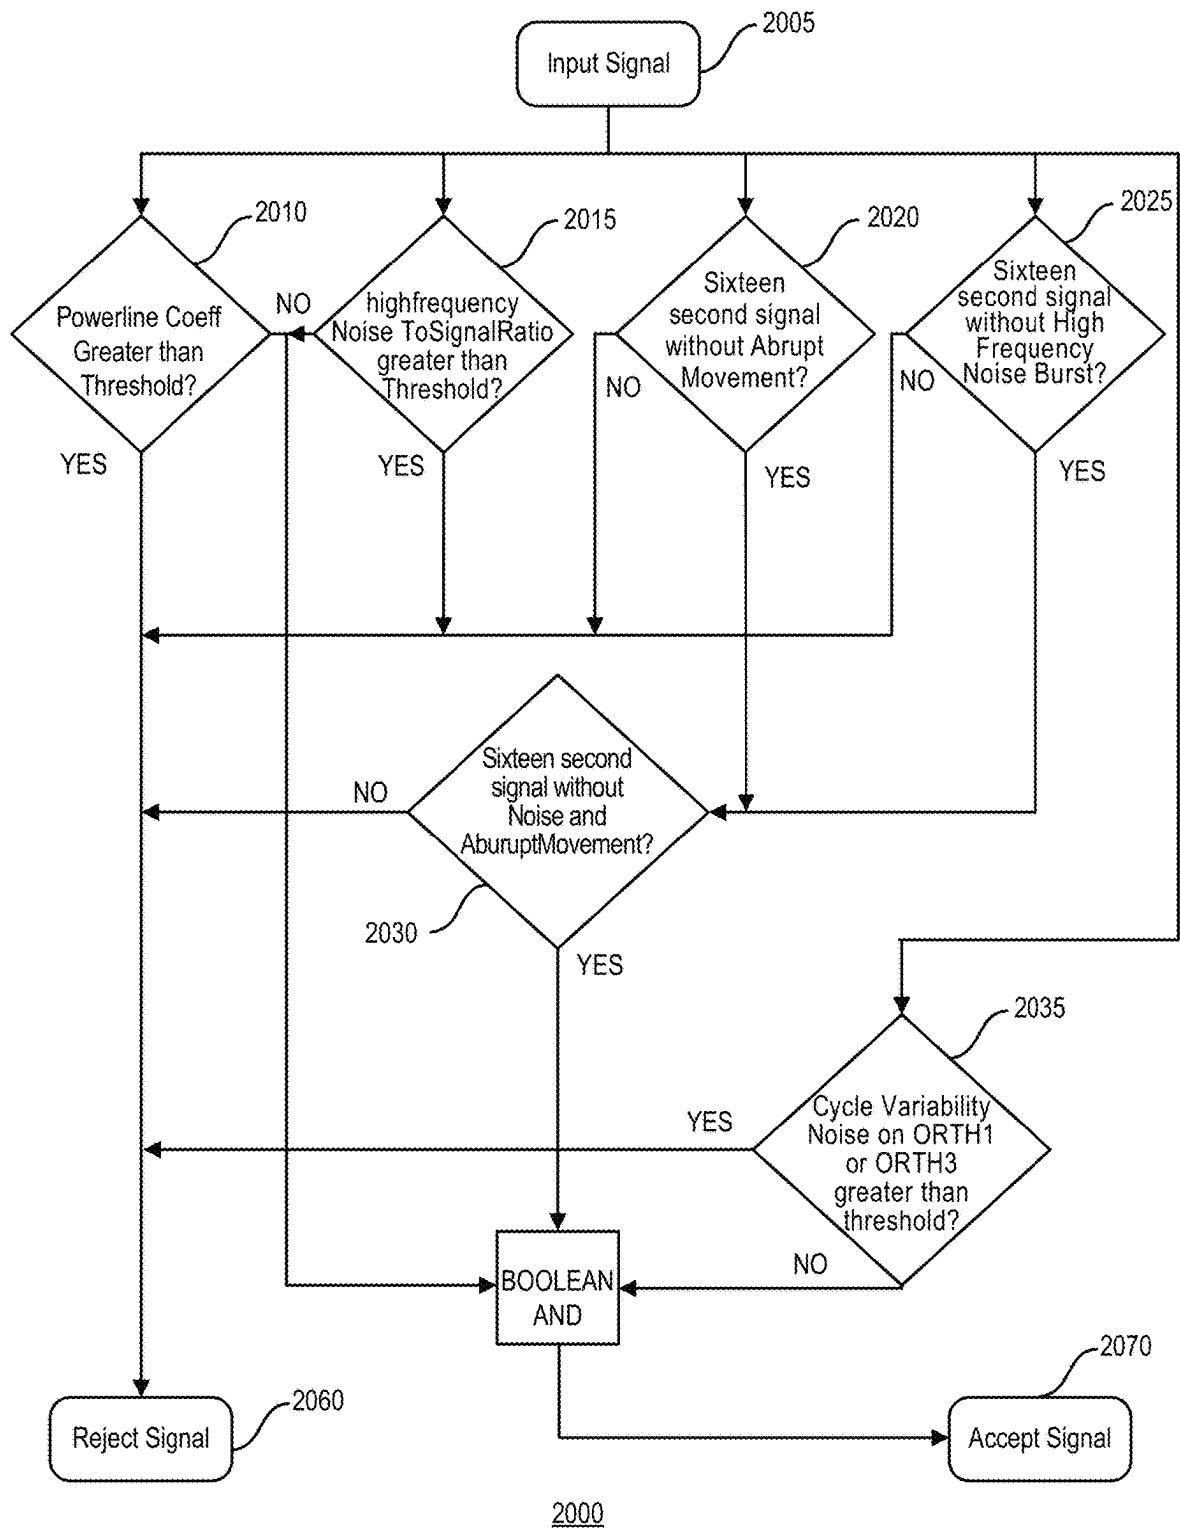 2005
Input Signal
2010
2015
2020
2025
Powerline Coeff
Greater than
Threshold?
NO
highfrequency
Noise ToSignalRatio
greater than
Threshold?
Sixteen
second signal
without Abrupt
Movement?
NO
Sixteen
second signal
without High
Frequency
Noise Burst?
NO
YES
YES
YES
YES
Sixteen second
signal without
Noise and
AburuptMovement?
NO
2030
YES
2035
Cycle Variability
Noise on ORTH1
or ORTH3
greater than
threshold?
YES
NO
BOOLEAN
AND
2060
Reject Signal
2070
Accept Signal
2000